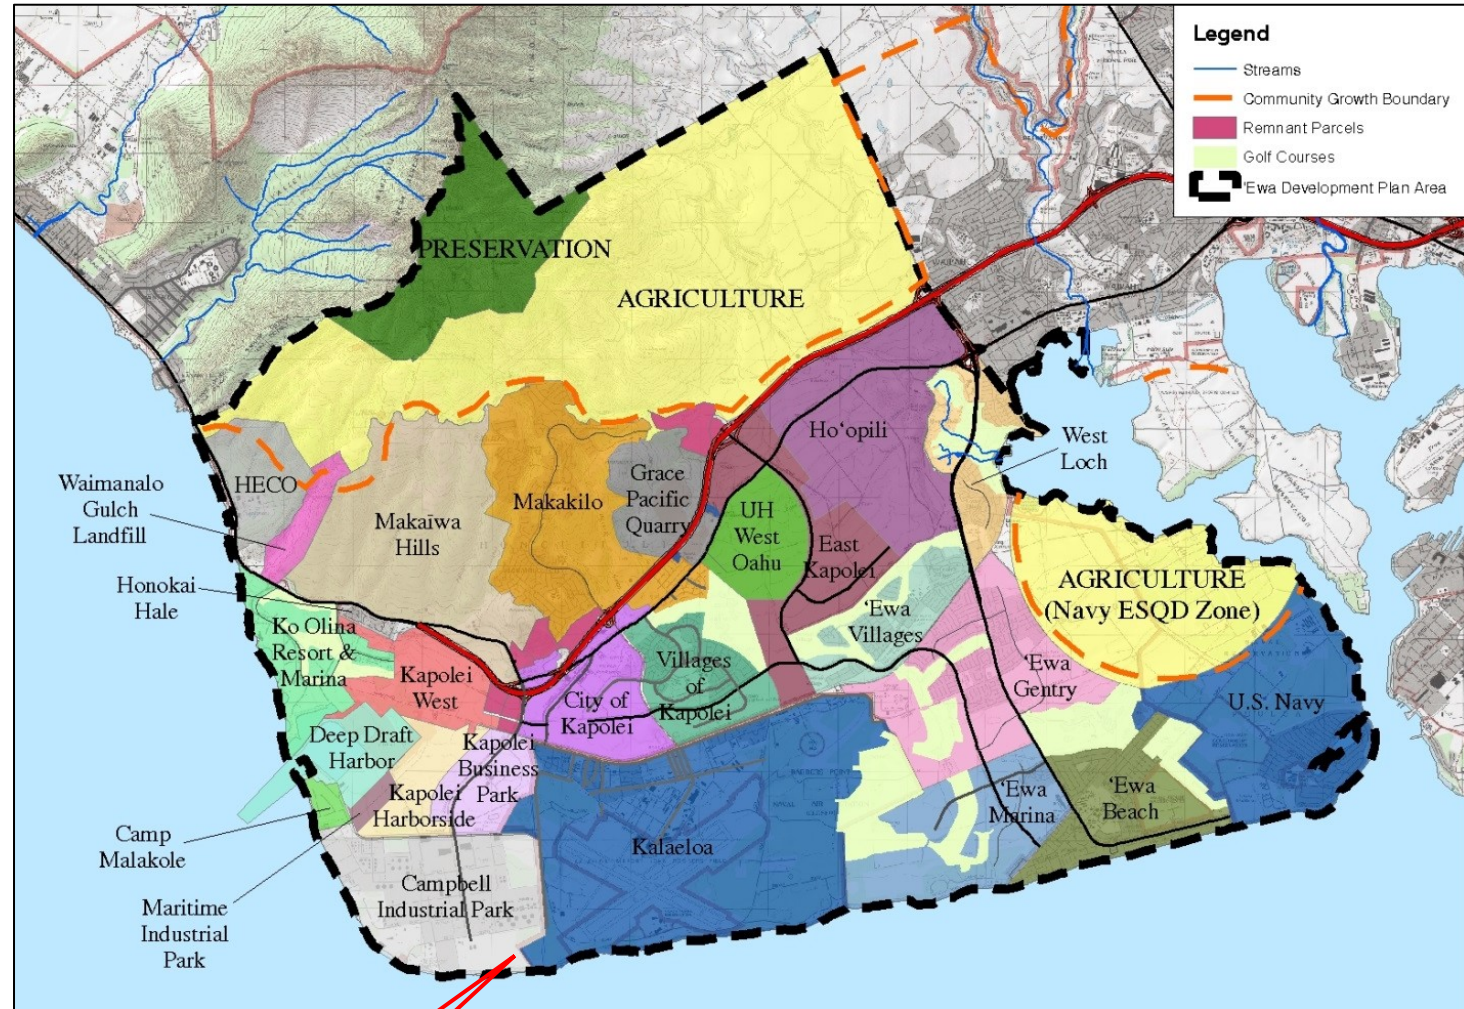 Legend
Streams
Community Growth Boundary
Remnant Parcels
Golf Courses
'Ewa Development Plan Area
PRESERVATION
AGRICULTURE
Ho'opili
West
Loch
HECO
Waimanalo
Gulch
Landfill
Makaīwa
Hills
Makakilo
Grace
Pacific
Quarry
UH
West
Oahu
East
Kapolei
AGRICULTURE
(Navy ESQD Zone)
Honokai
Hale
Ko Olina
Resort &
Marina
Kapolei
West
City of
Kapolei
Villages
of
Kapolei
'Ewa
Villages
'Ewa
Gentry
U.S. Navy
Deep Draft
Harbor
Kapolei
Business
Park
Kapolei
Harborside
'Ewa
Marina
'Ewa
Beach
Camp
Malakole
Kalaeloa
Campbell
Industrial Park
Maritime
Industrial
Park